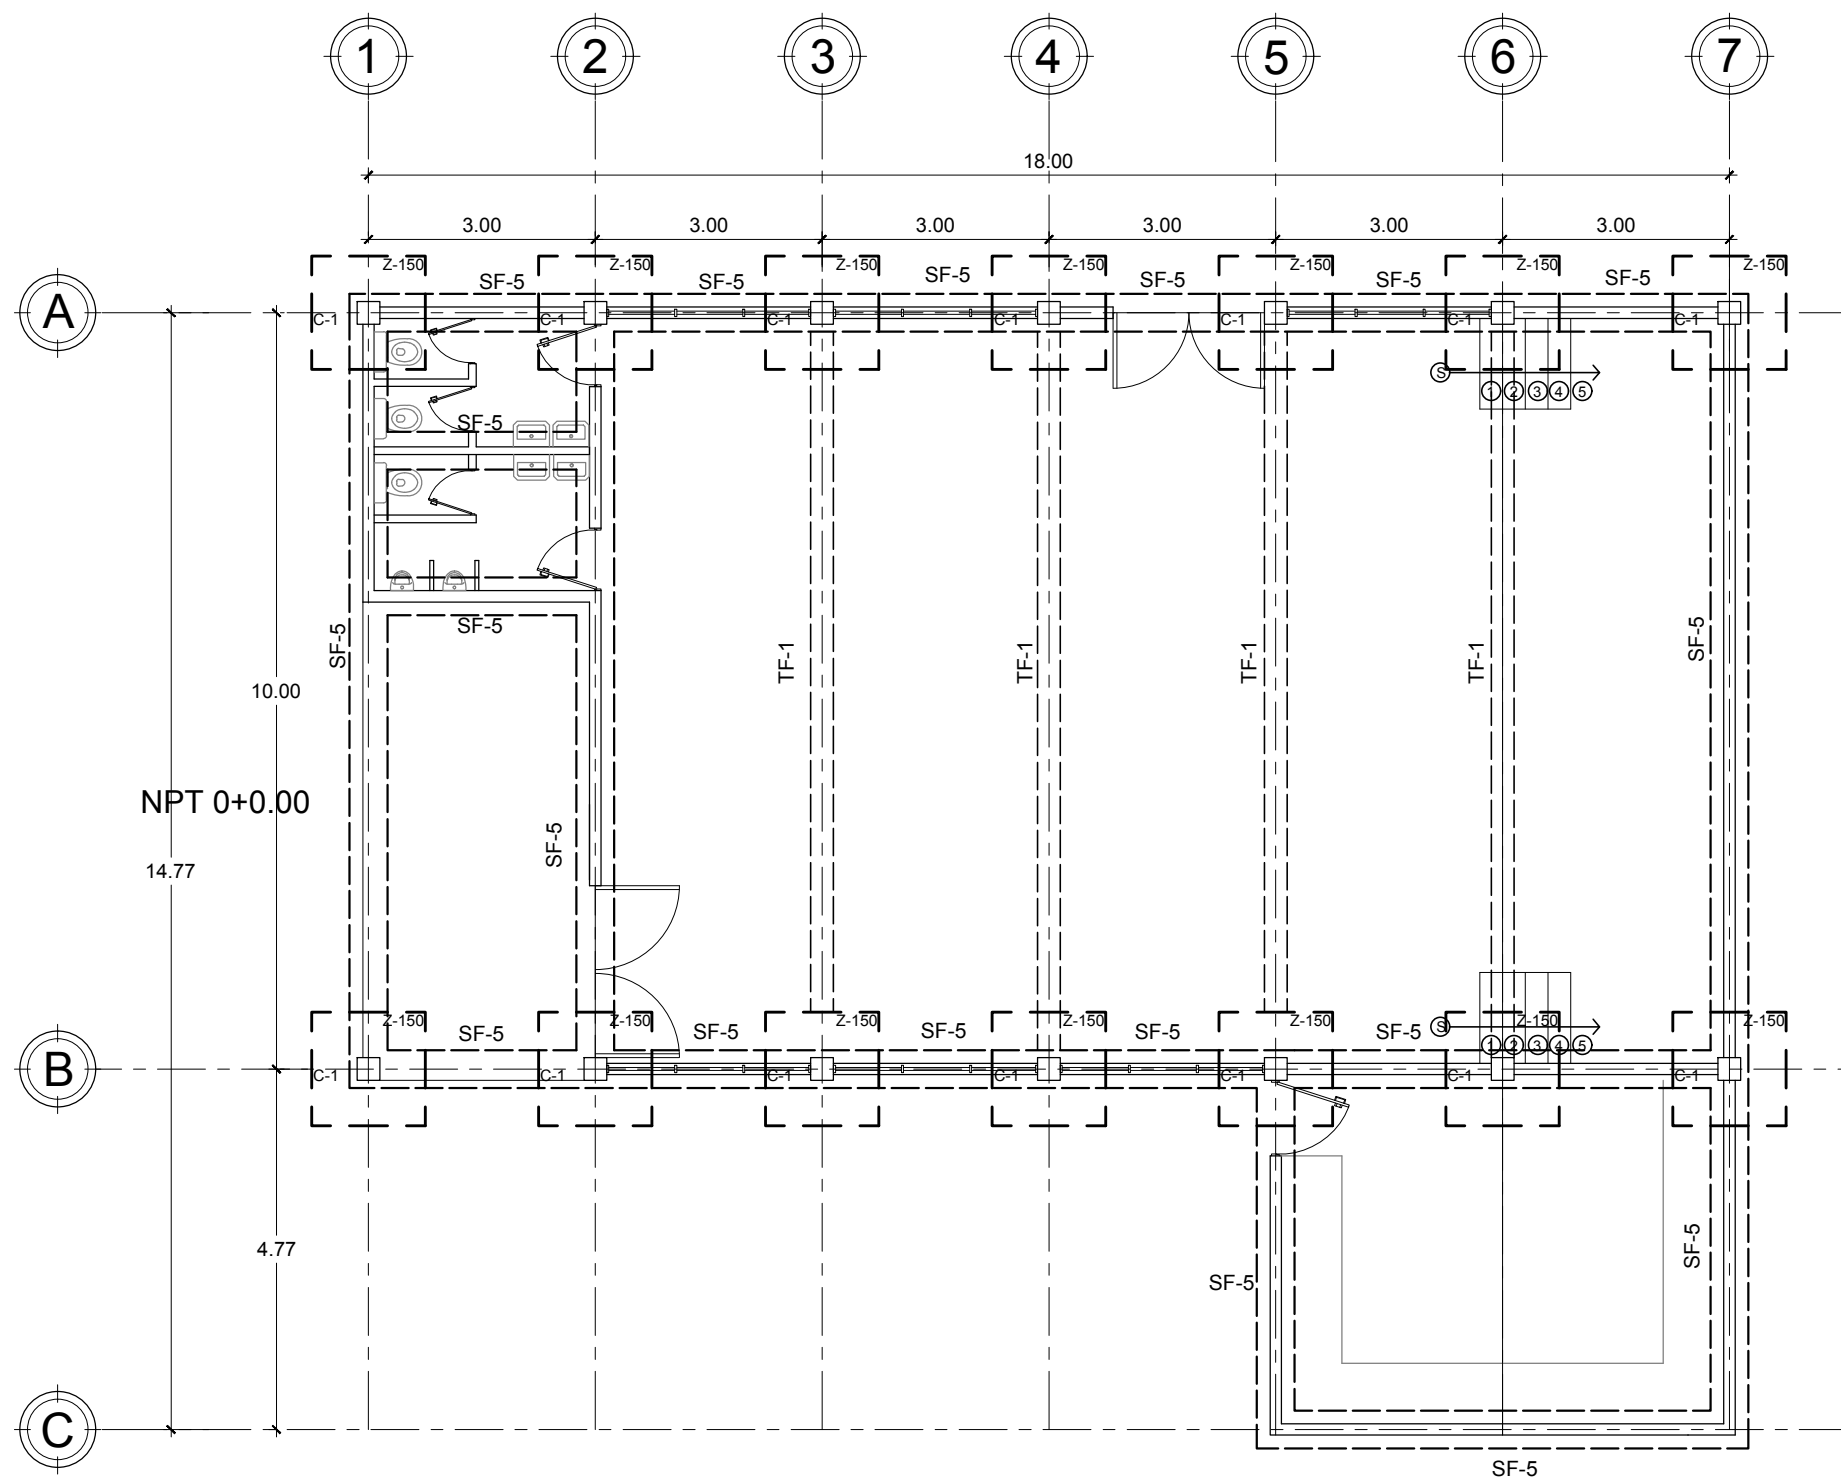 1 2 3 4 5 6 7
18.00
3.00 3.00 3.00 3.00 3.00 3.00
Z-150 Z-150 Z-150 Z-150 Z-150 Z-150 Z-150
SF-5 SF-5 SF-5 SF-5 SF-5 SF-5
A
C-1 C-1 C-1 C-1 C-1 C-1 C-1
S
1 2 3 4 5
SF-5
SF-5
SF-5
TF-1 TF-1 TF-1 TF-1
SF-5
10.00
NPT 0+0.00
SF-5
14.77
Z-150 Z-150 Z-150 Z-150 Z-150 Z-150 Z-150
SF-5 SF-5 SF-5 SF-5 SF-5
S
1 2 3 4 5
B
C-1 C-1 C-1 C-1 C-1 C-1 C-1
4.77
SF-5
SF-5
C
SF-5